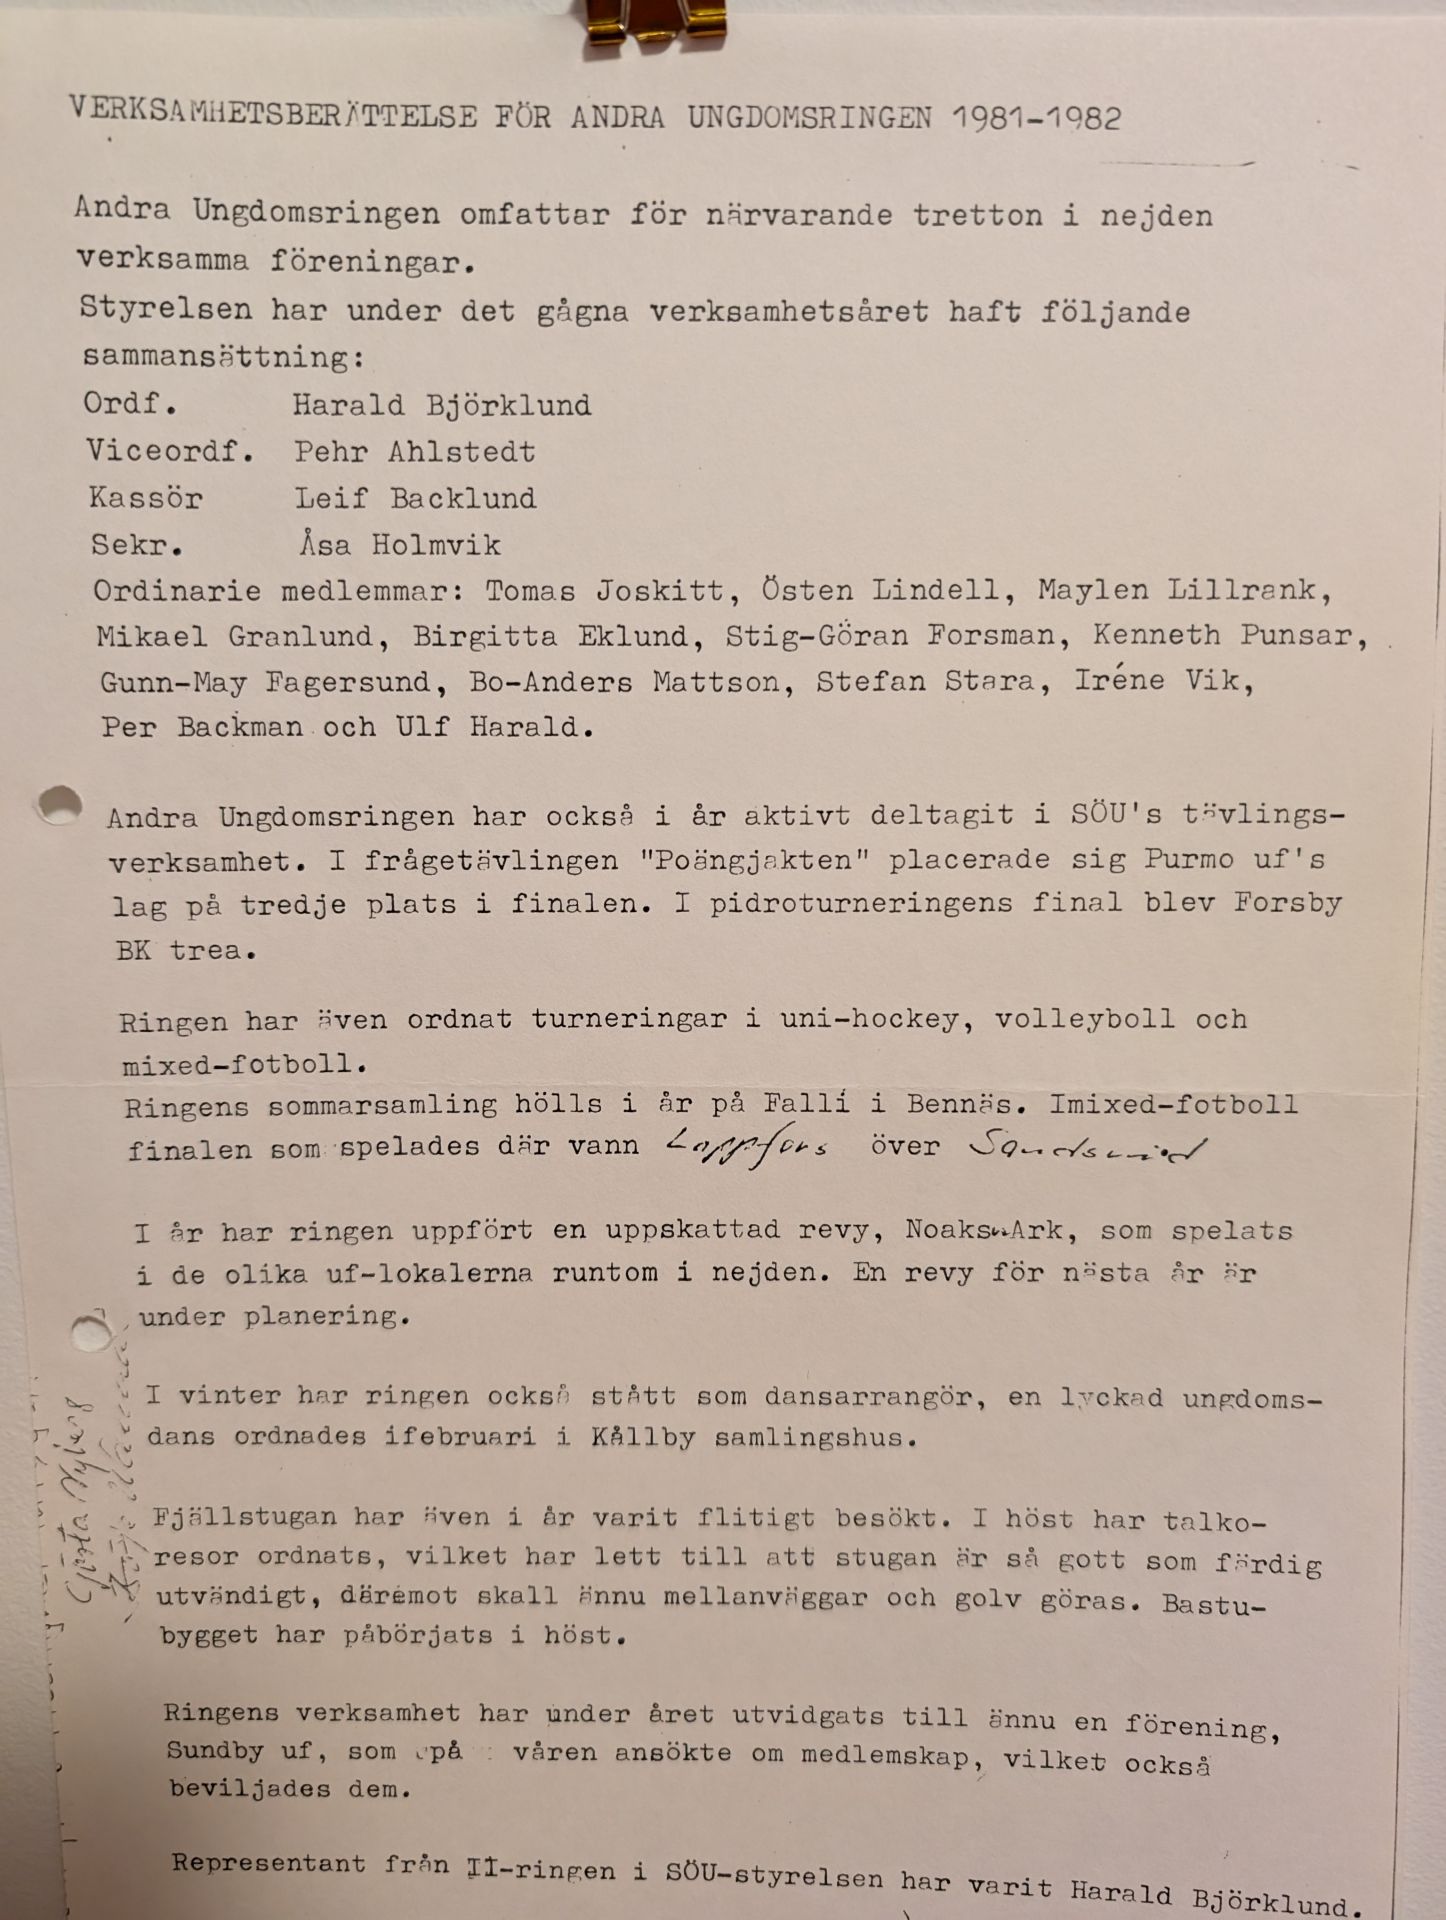 VERKSAMHETSBERÄTTELSE FÖR ANDRA UNGDOMSRINGEN 1981-1982
Andra Ungdomsringen omfattar för närvarande tretton i nejden
verksamma föreningar.
Styrelsen har under det gågna verksamhetsåret haft följande
sammansättning:
Ordf. Harald Björklund
Viceordf. Pehr Ahlstedt
Kassör Leif Backlund
Sekr. Åsa Holmvik
Ordinarie medlemmar: Tomas Joskitt, Östen Lindell, Maylen Lillrank,
Mikael Granlund, Birgitta Eklund, Stig-Göran Forsman, Kenneth Punsar,
Gunn-May Fagersund, Bo-Anders Mattson, Stefan Stara, Iréne Vik,
Per Backman och Ulf Harald.
Andra Ungdomsringen har också i år aktivt deltagit i SÖU's tävlings-
verksamhet. I frågetävlingen "Poängjakten" placerade sig Purmo uf's
lag på tredje plats i finalen. I pidroturneringens final blev Forsby
BK trea.
Ringen har även ordnat turneringar i uni-hockey, volleyboll och
mixed-fotboll.
Ringens sommarsamling hölls i år på Falli i Bennäs. Imixed-fotboll
finalen som spelades där vann Lappfors över Sandsund
I år har ringen uppfört en uppskattad revy, Noaks Ark, som spelats
i de olika uf-lokalerna runtom i nejden. En revy för nästa år är
under planering.
I vinter har ringen också stått som dansarrangör, en lyckad ungdoms-
dans ordnades ifebruari i Kållby samlingshus.
Fjällstugan har även i år varit flitigt besökt. I höst har talko-
resor ordnats, vilket har lett till att stugan är så gott som färdig
utvändigt, däremot skall ännu mellanväggar och golv göras. Bastu-
bygget har påbörjats i höst.
Ringens verksamhet har under året utvidgats till ännu en förening,
Sundby uf, som på våren ansökte om medlemskap, vilket också
beviljades dem.
Representant från II-ringen i SÖU-styrelsen har varit Harald Björklund.